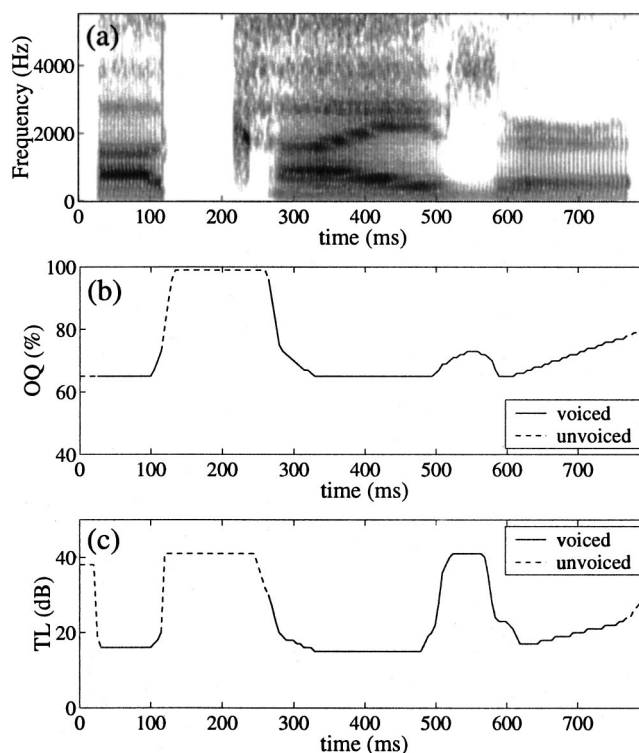 (a)
Frequency (Hz)
4000
2000
0
0 100 200 300 400 500 600 700
time (ms)
(b)
OQ (%)
100
80
60
40
0 100 200 300 400 500 600 700
time (ms)
voiced
unvoiced
(c)
TL (dB)
40
20
0
0 100 200 300 400 500 600 700
time (ms)
voiced
unvoiced